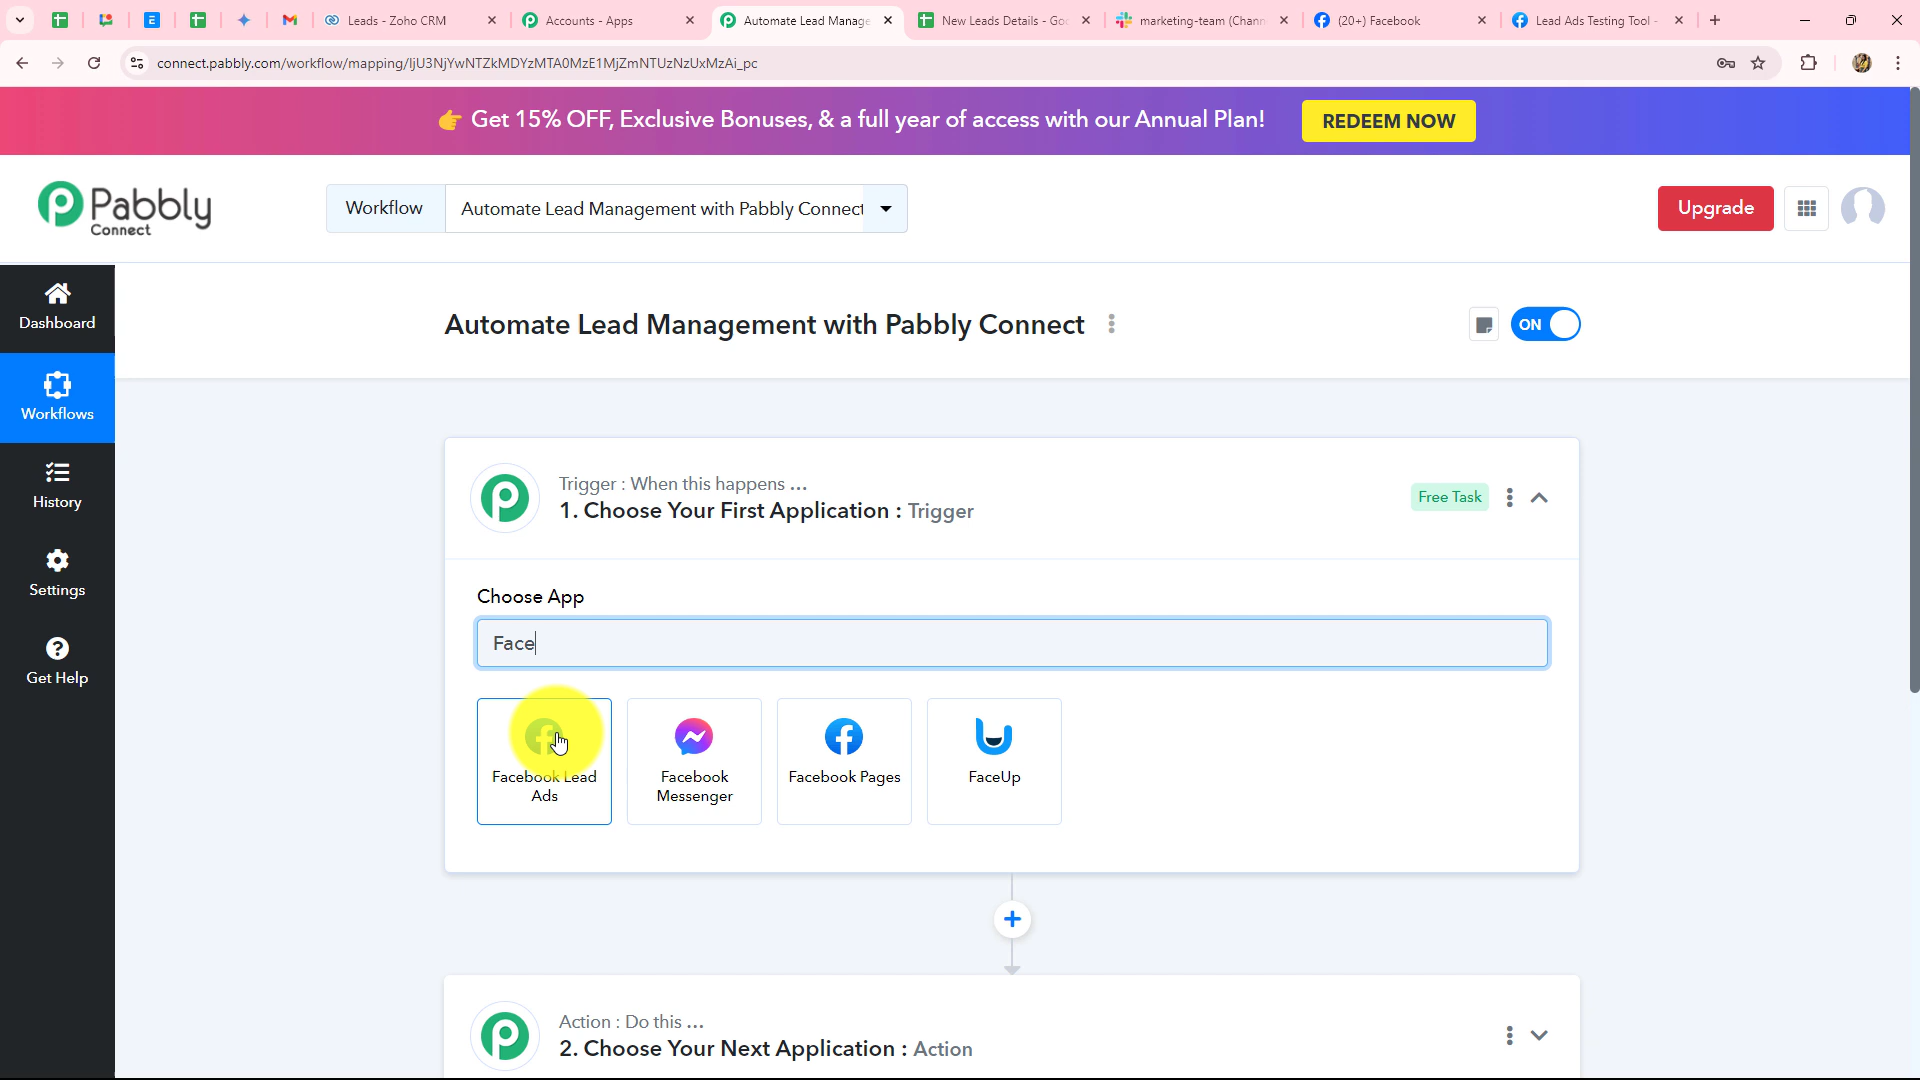 Leads - Zoho CRM
Accounts - Apps
Automate Lead Manage
New Leads Details - Goo
marketing-team (Chann
(20+) Facebook
Lead Ads Testing Tool -
connect.pabbly.com/workflow/mapping/IjU3NjYwNTZkMDYzMTA0MzE1MjZmNTUzNzUxMzAi_pc
Get 15% OFF, Exclusive Bonuses, & a full year of access with our Annual Plan!
REDEEM NOW
Pabbly
Connect
Workflow
Automate Lead Management with Pabbly Connect
Upgrade
Dashboard
Workflows
History
Settings
Get Help
Automate Lead Management with Pabbly Connect
ON
Trigger : When this happens ...
1. Choose Your First Application : Trigger
Free Task
Choose App
Face
Facebook Lead
Ads
Facebook
Messenger
Facebook Pages
FaceUp
Action : Do this ...
2. Choose Your Next Application : Action